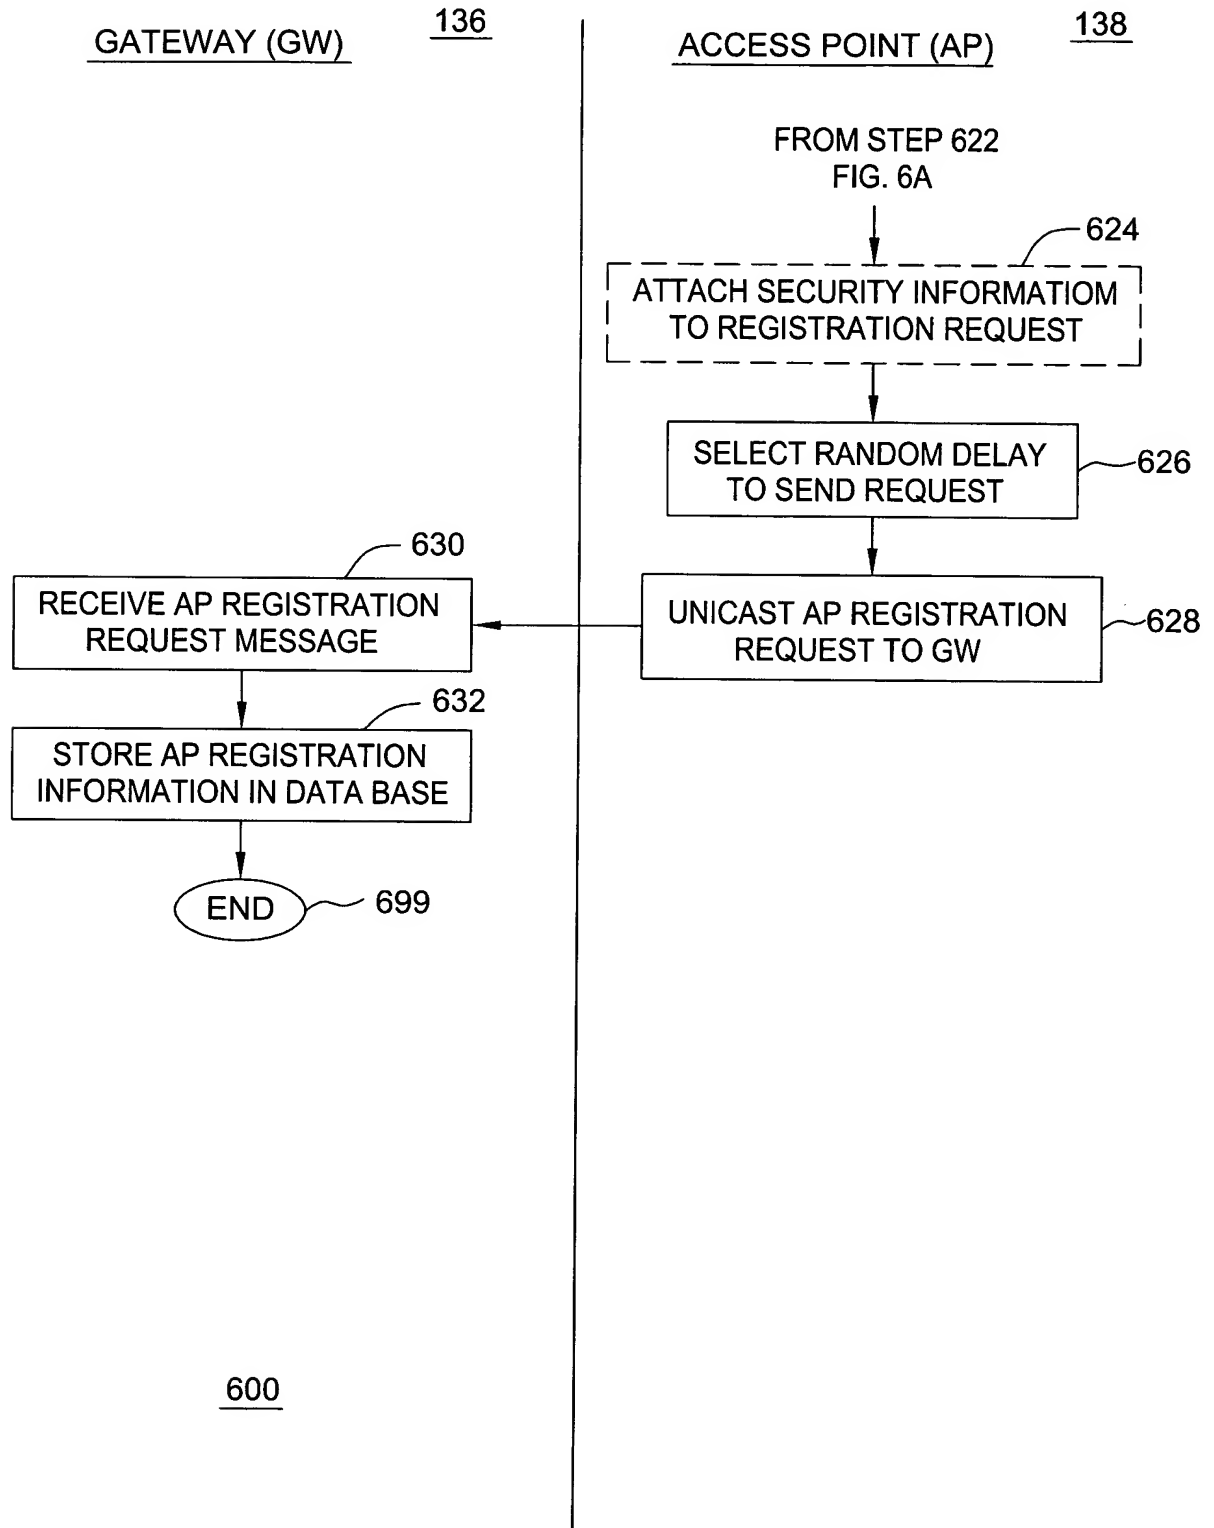 GATEWAY (GW)
136
ACCESS POINT (AP)
138
FROM STEP 622
FIG. 6A
624
ATTACH SECURITY INFORMATIOM
TO REGISTRATION REQUEST
SELECT RANDOM DELAY
TO SEND REQUEST
626
630
RECEIVE AP REGISTRATION
REQUEST MESSAGE
UNICAST AP REGISTRATION
REQUEST TO GW
628
632
STORE AP REGISTRATION
INFORMATION IN DATA BASE
END
699
600